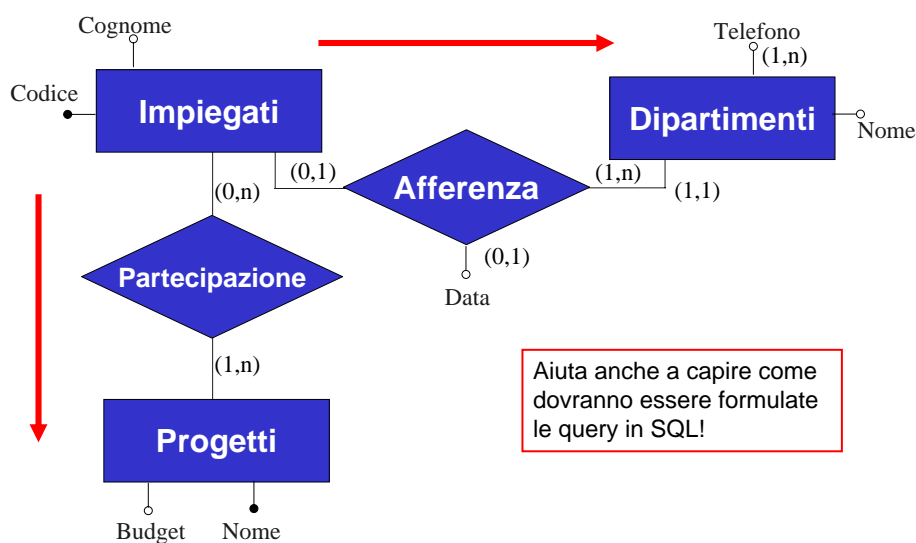 Cognome
Telefono
(1,n)
Codice
Impiegati
Dipartimenti
Nome
(0,1)
Afferenza
(1,n)
(1,1)
(0,n)
(0,1)
Partecipazione
Data
(1,n)
Aiuta anche a capire come
dovranno essere formulate
le query in SQL!
Progetti
Budget
Nome